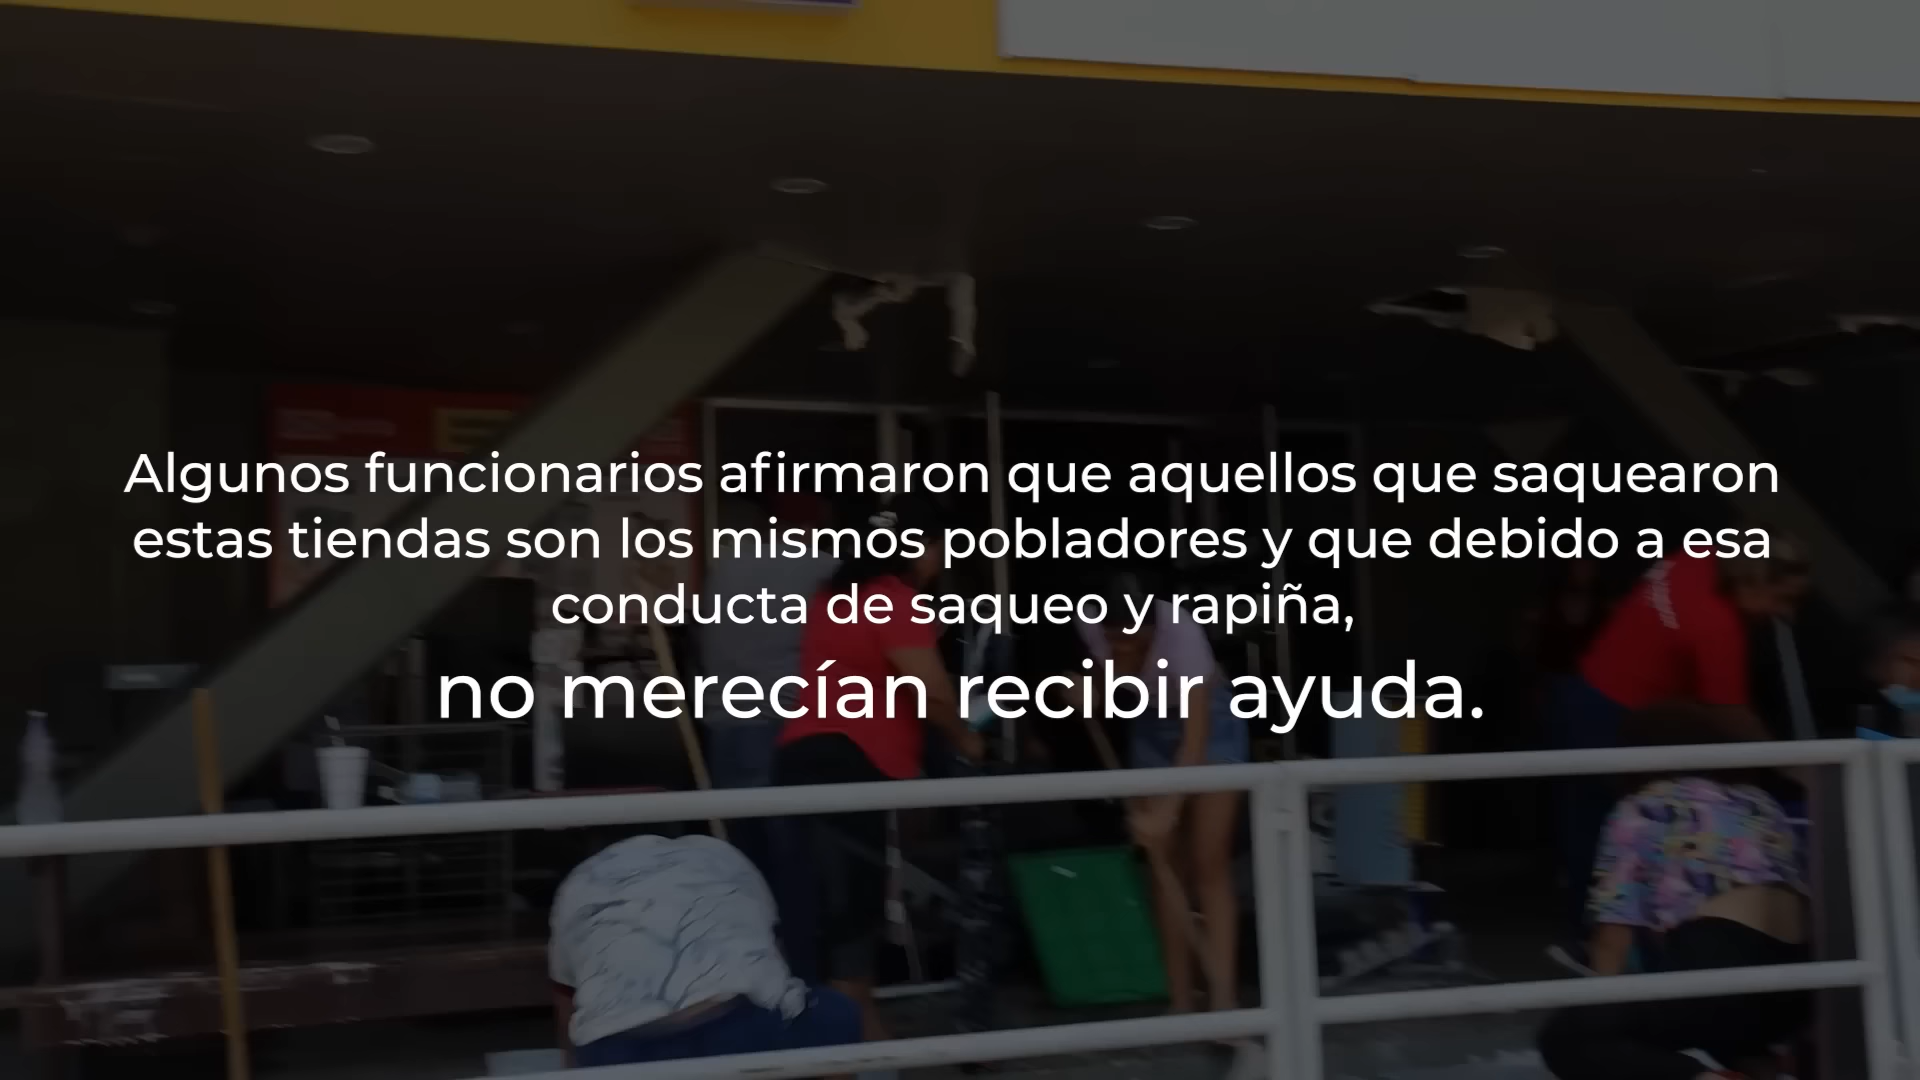 Algunos funcionarios afirmaron que aquellos que saquearon
estas tiendas son los mismos pobladores y que debido a esa
conducta de saqueo y rapiña,
no merecían recibir ayuda.